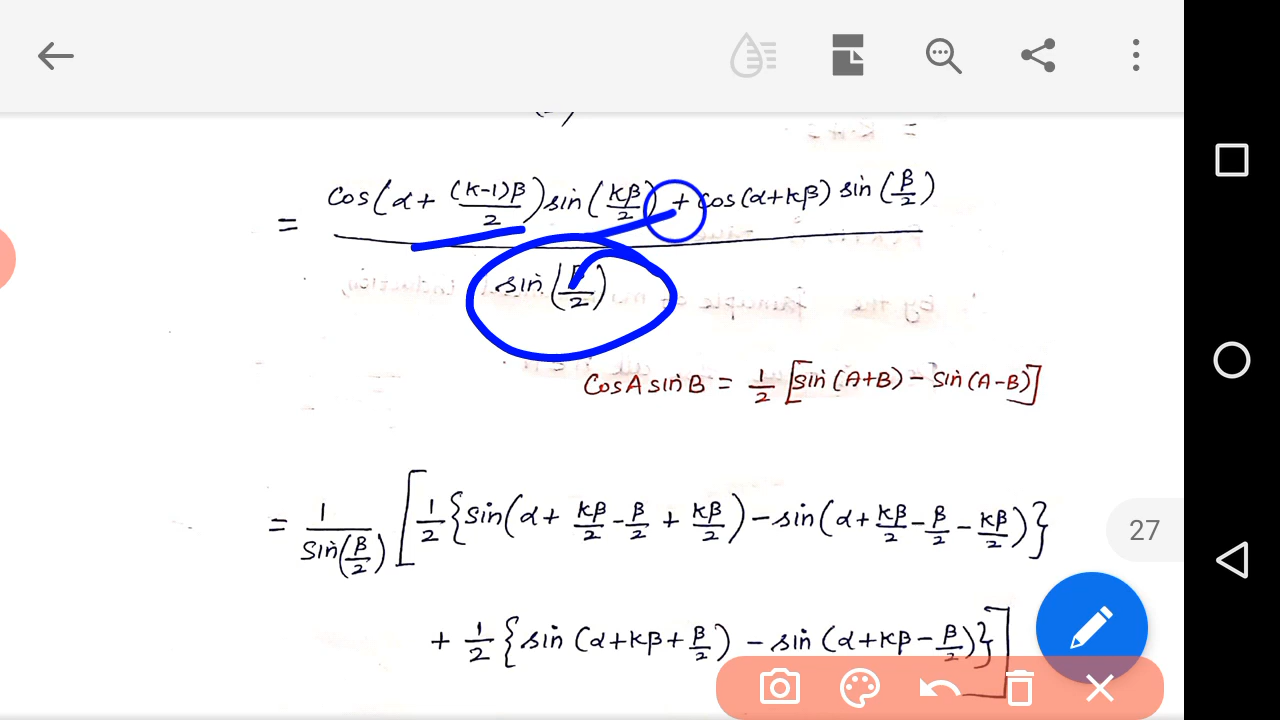 = cos(α + (K-1)β/2) sin(Kβ/2) + cos(α+Kβ) sin(β/2)
sin(β/2)
CosA sinB = 1/2 [sin(A+B) - sin(A-B)]
= 1/sin(β/2) [1/2 {sin(α + Kβ/2 - β/2 + Kβ/2) - sin(α + Kβ/2 - β/2 - Kβ/2)}
27
+ 1/2 {sin(α+Kβ+β/2) - sin(α+Kβ-β/2)}]